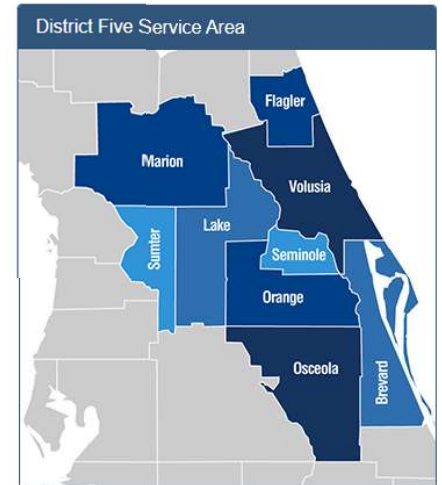 District Five Service Area
Flagler
Marion
Volusia
Lake
Sumter
Seminole
Orange
Osceola
Brevard